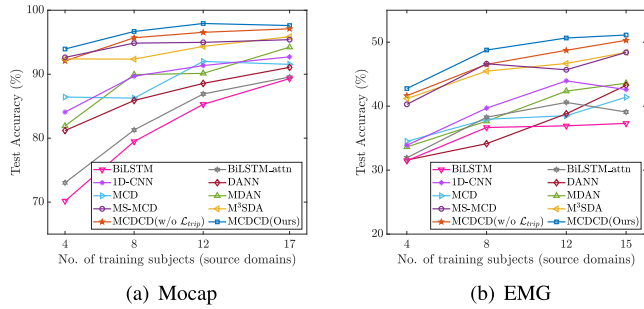 100
90
80
70
Test Accuracy (%)
BiLSTM
BiLSTM_attn
1D-CNN
DANN
MCD
MDAN
MS-MCD
M³SDA
MCDCD(w/o 𝓛trip)
MCDCD(Ours)
4
8
12
17
No. of training subjects (source domains)
(a) Mocap
50
40
30
20
Test Accuracy (%)
BiLSTM
BiLSTM_attn
1D-CNN
DANN
MCD
MDAN
MS-MCD
M³SDA
MCDCD(w/o 𝓛trip)
MCDCD(Ours)
4
8
12
15
No. of training subjects (source domains)
(b) EMG